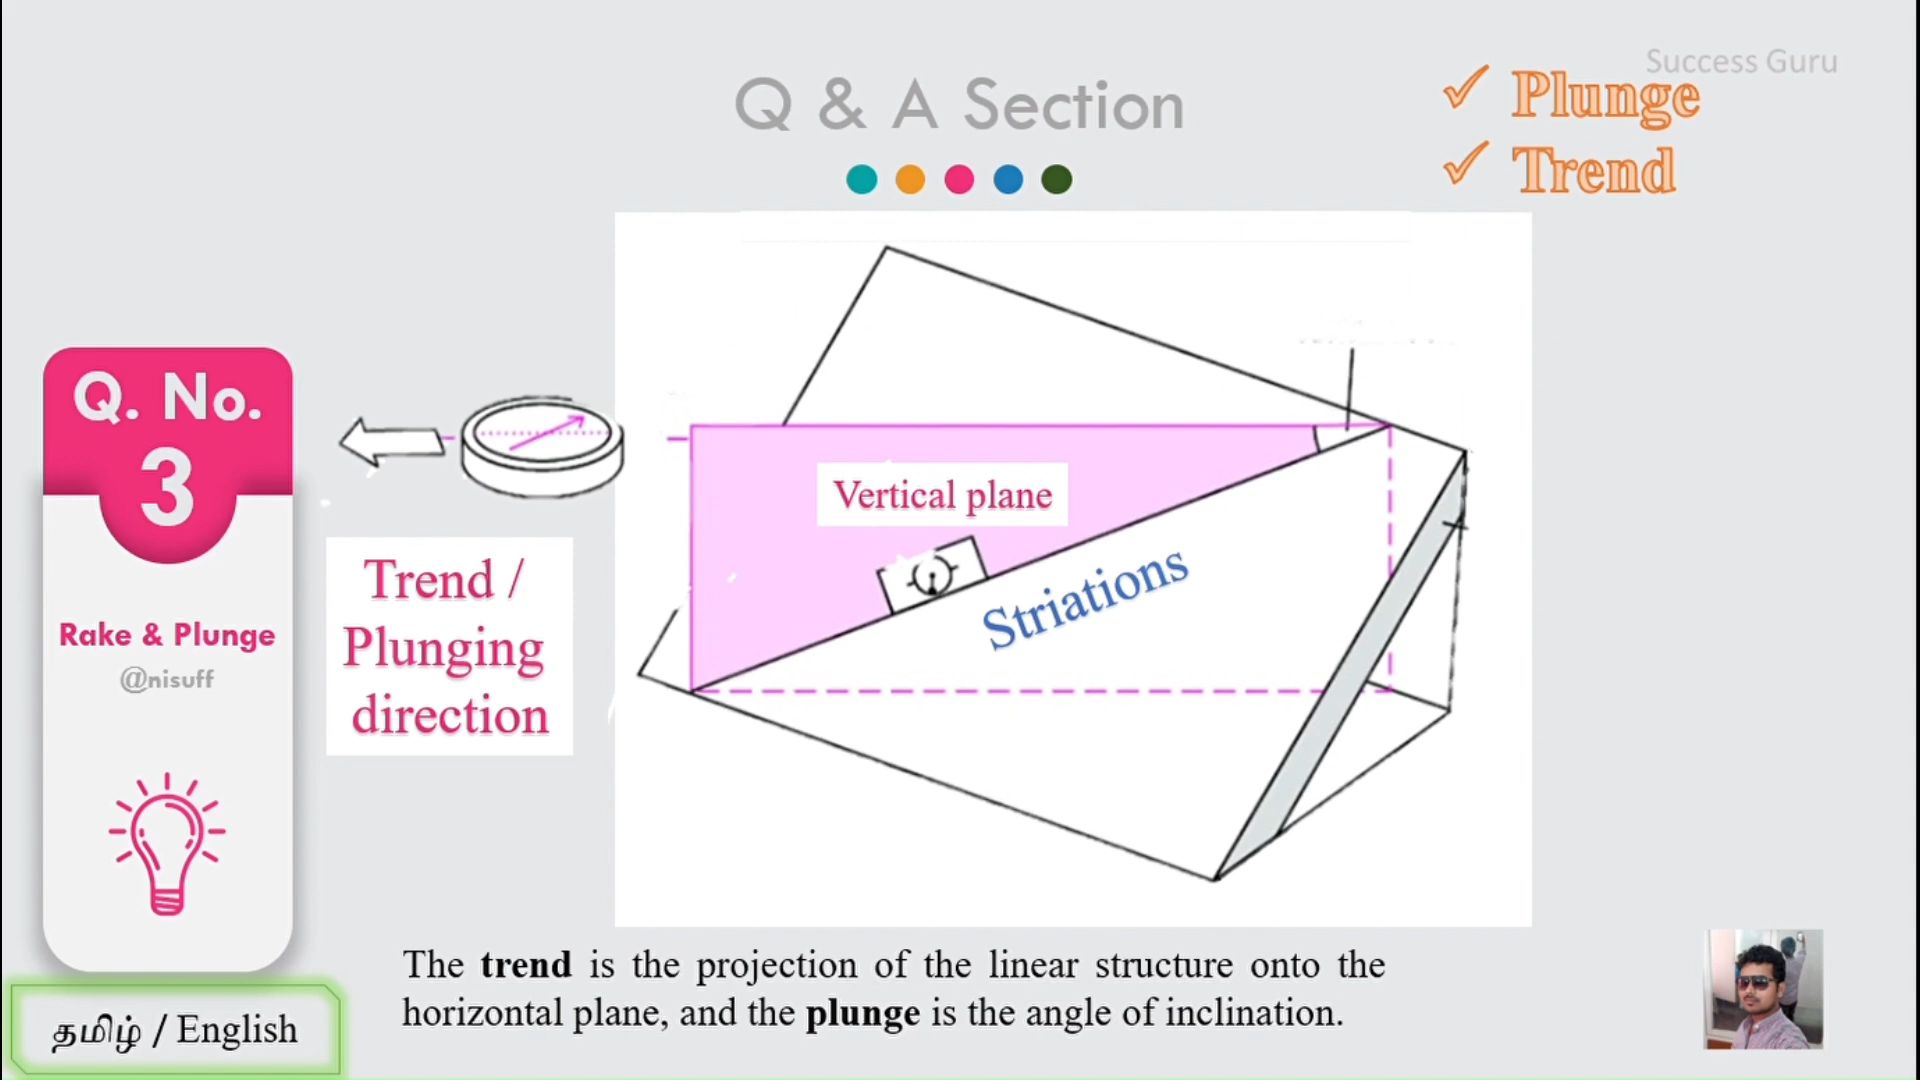 Success Guru
Q & A Section
Plunge
Trend
Q. No.
3
Rake & Plunge
@nisuff
Vertical plane
Striations
Trend /
Plunging
direction
The trend is the projection of the linear structure onto the
horizontal plane, and the plunge is the angle of inclination.
தமிழ் / English